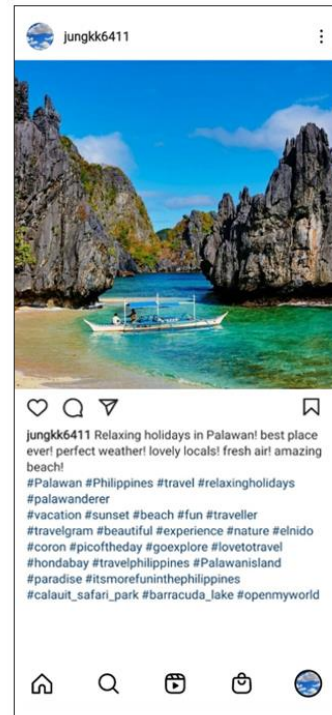 jungkk6411
jungkk6411 Relaxing holidays in Palawan! best place
ever! perfect weather! lovely locals! fresh air! amazing
beach!
#Palawan #Philippines #travel #relaxingholidays
#palawanderer
#vacation #sunset #beach #fun #traveller
#travelgram #beautiful #experience #nature #elnido
#coron #picoftheday #goexplore #lovetotravel
#hondabay #travelphilippines #Palawanisland
#paradise #itsmorefuninthephilippines
#calauit_safari_park #barracuda_lake #openmyworld